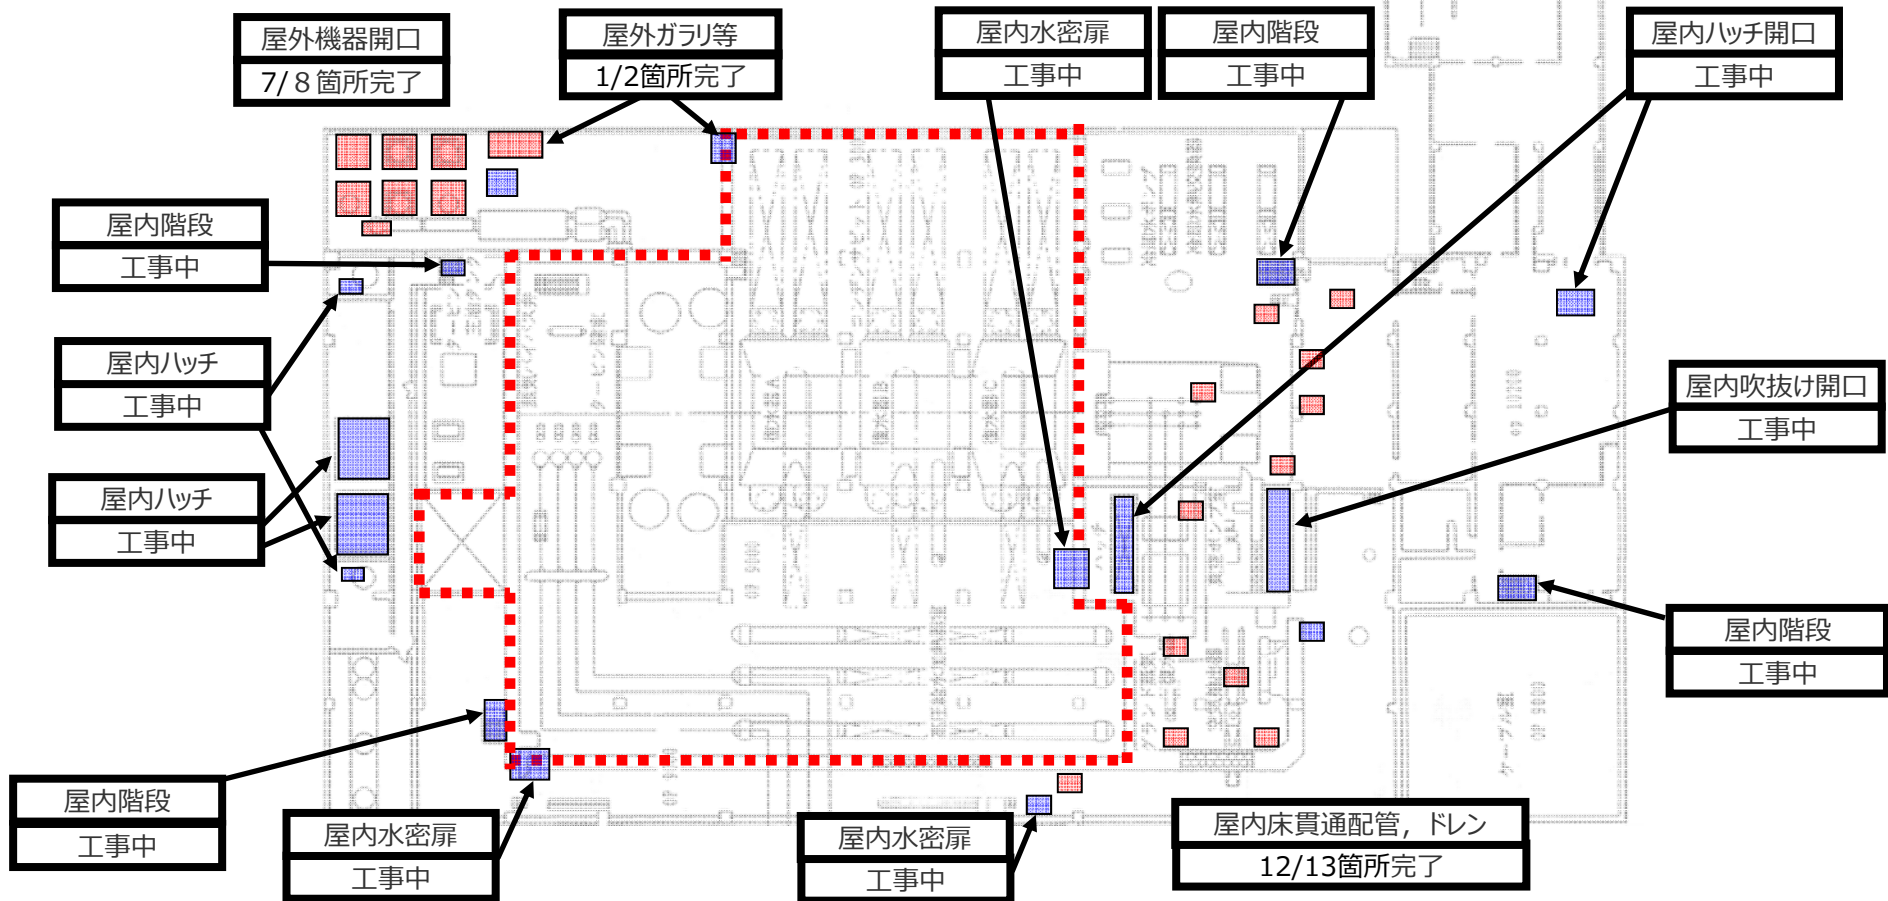 屋外機器開口
7/８箇所完了
屋外ガラリ等
1/2箇所完了
屋内水密扉
工事中
屋内階段
工事中
屋内ハッチ開口
工事中
屋内階段
工事中
屋内ハッチ
工事中
屋内吹抜け開口
工事中
屋内ハッチ
工事中
屋内階段
工事中
屋内階段
工事中
屋内水密扉
工事中
屋内水密扉
工事中
屋内床貫通配管，ドレン
12/13箇所完了